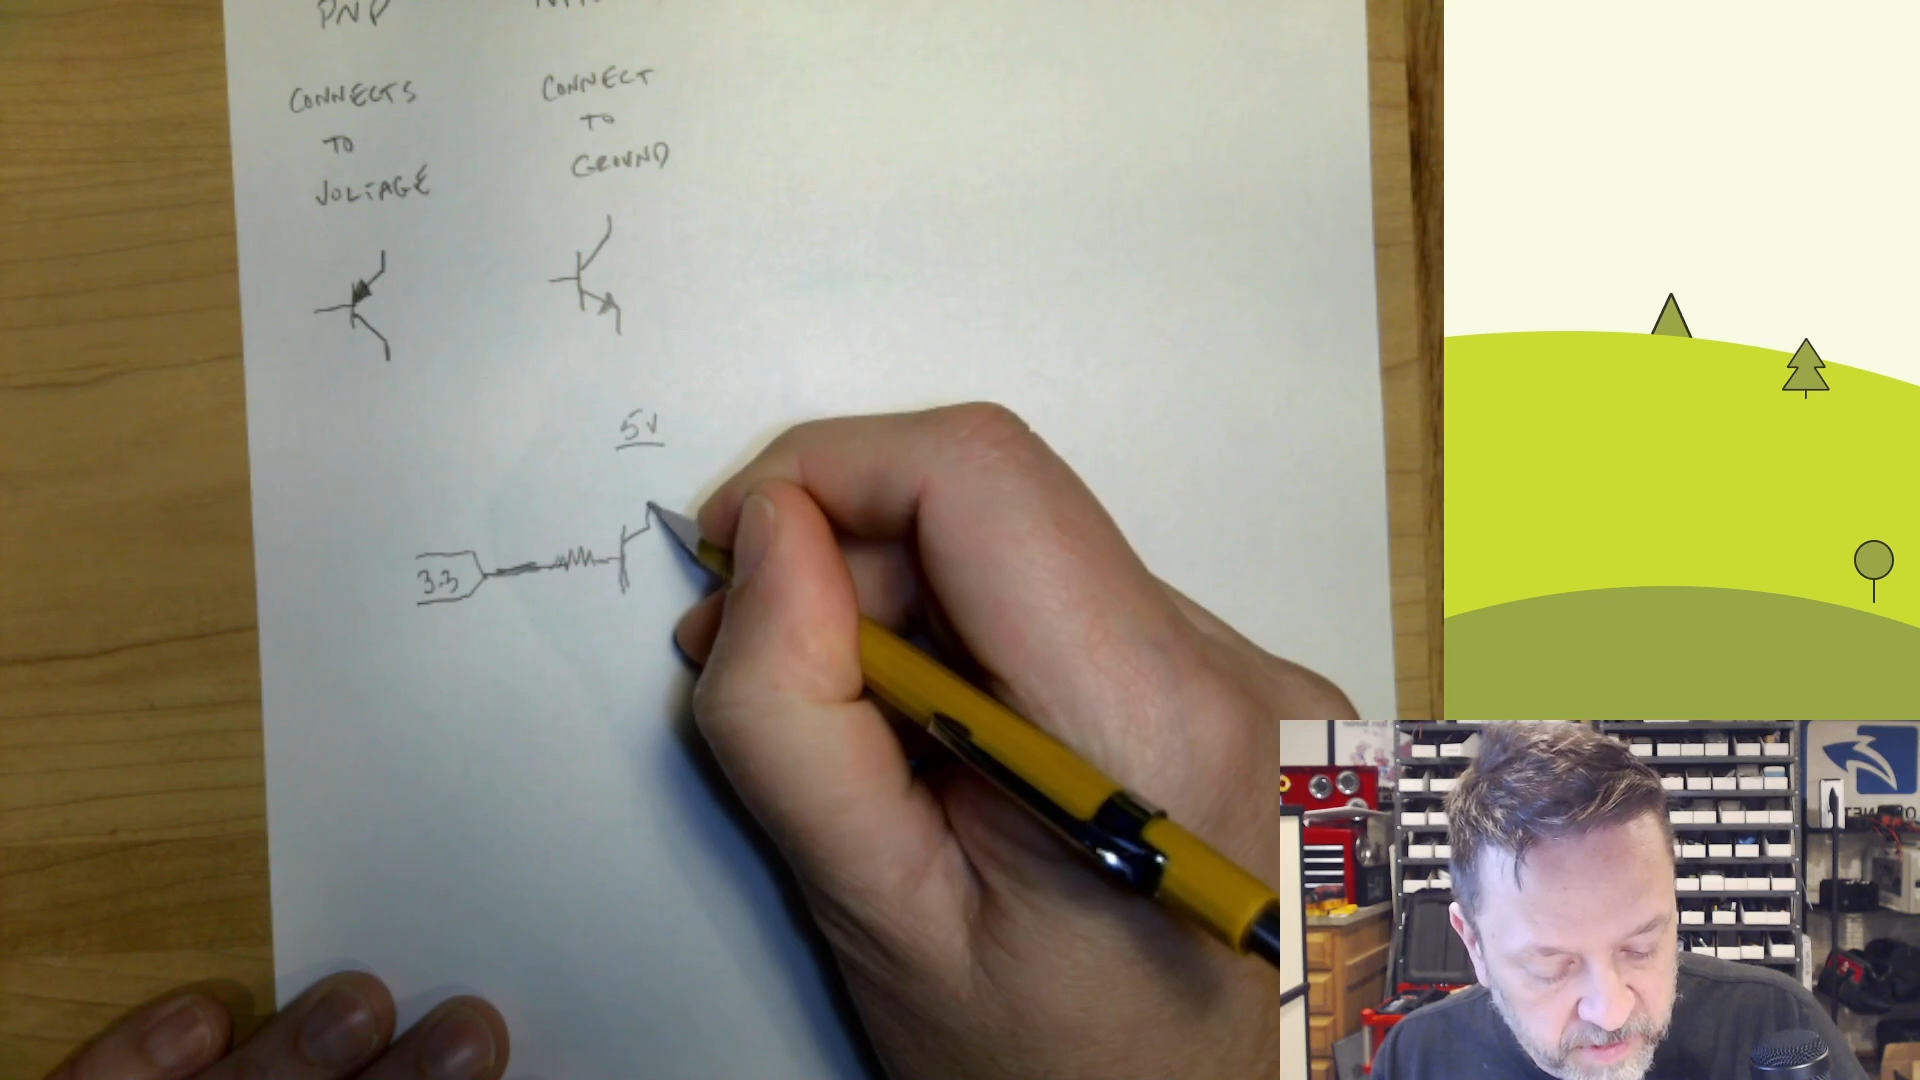 PNP
CONNECTS
TO
VOLTAGE
CONNECT
TO
GROUND
5V
3.3